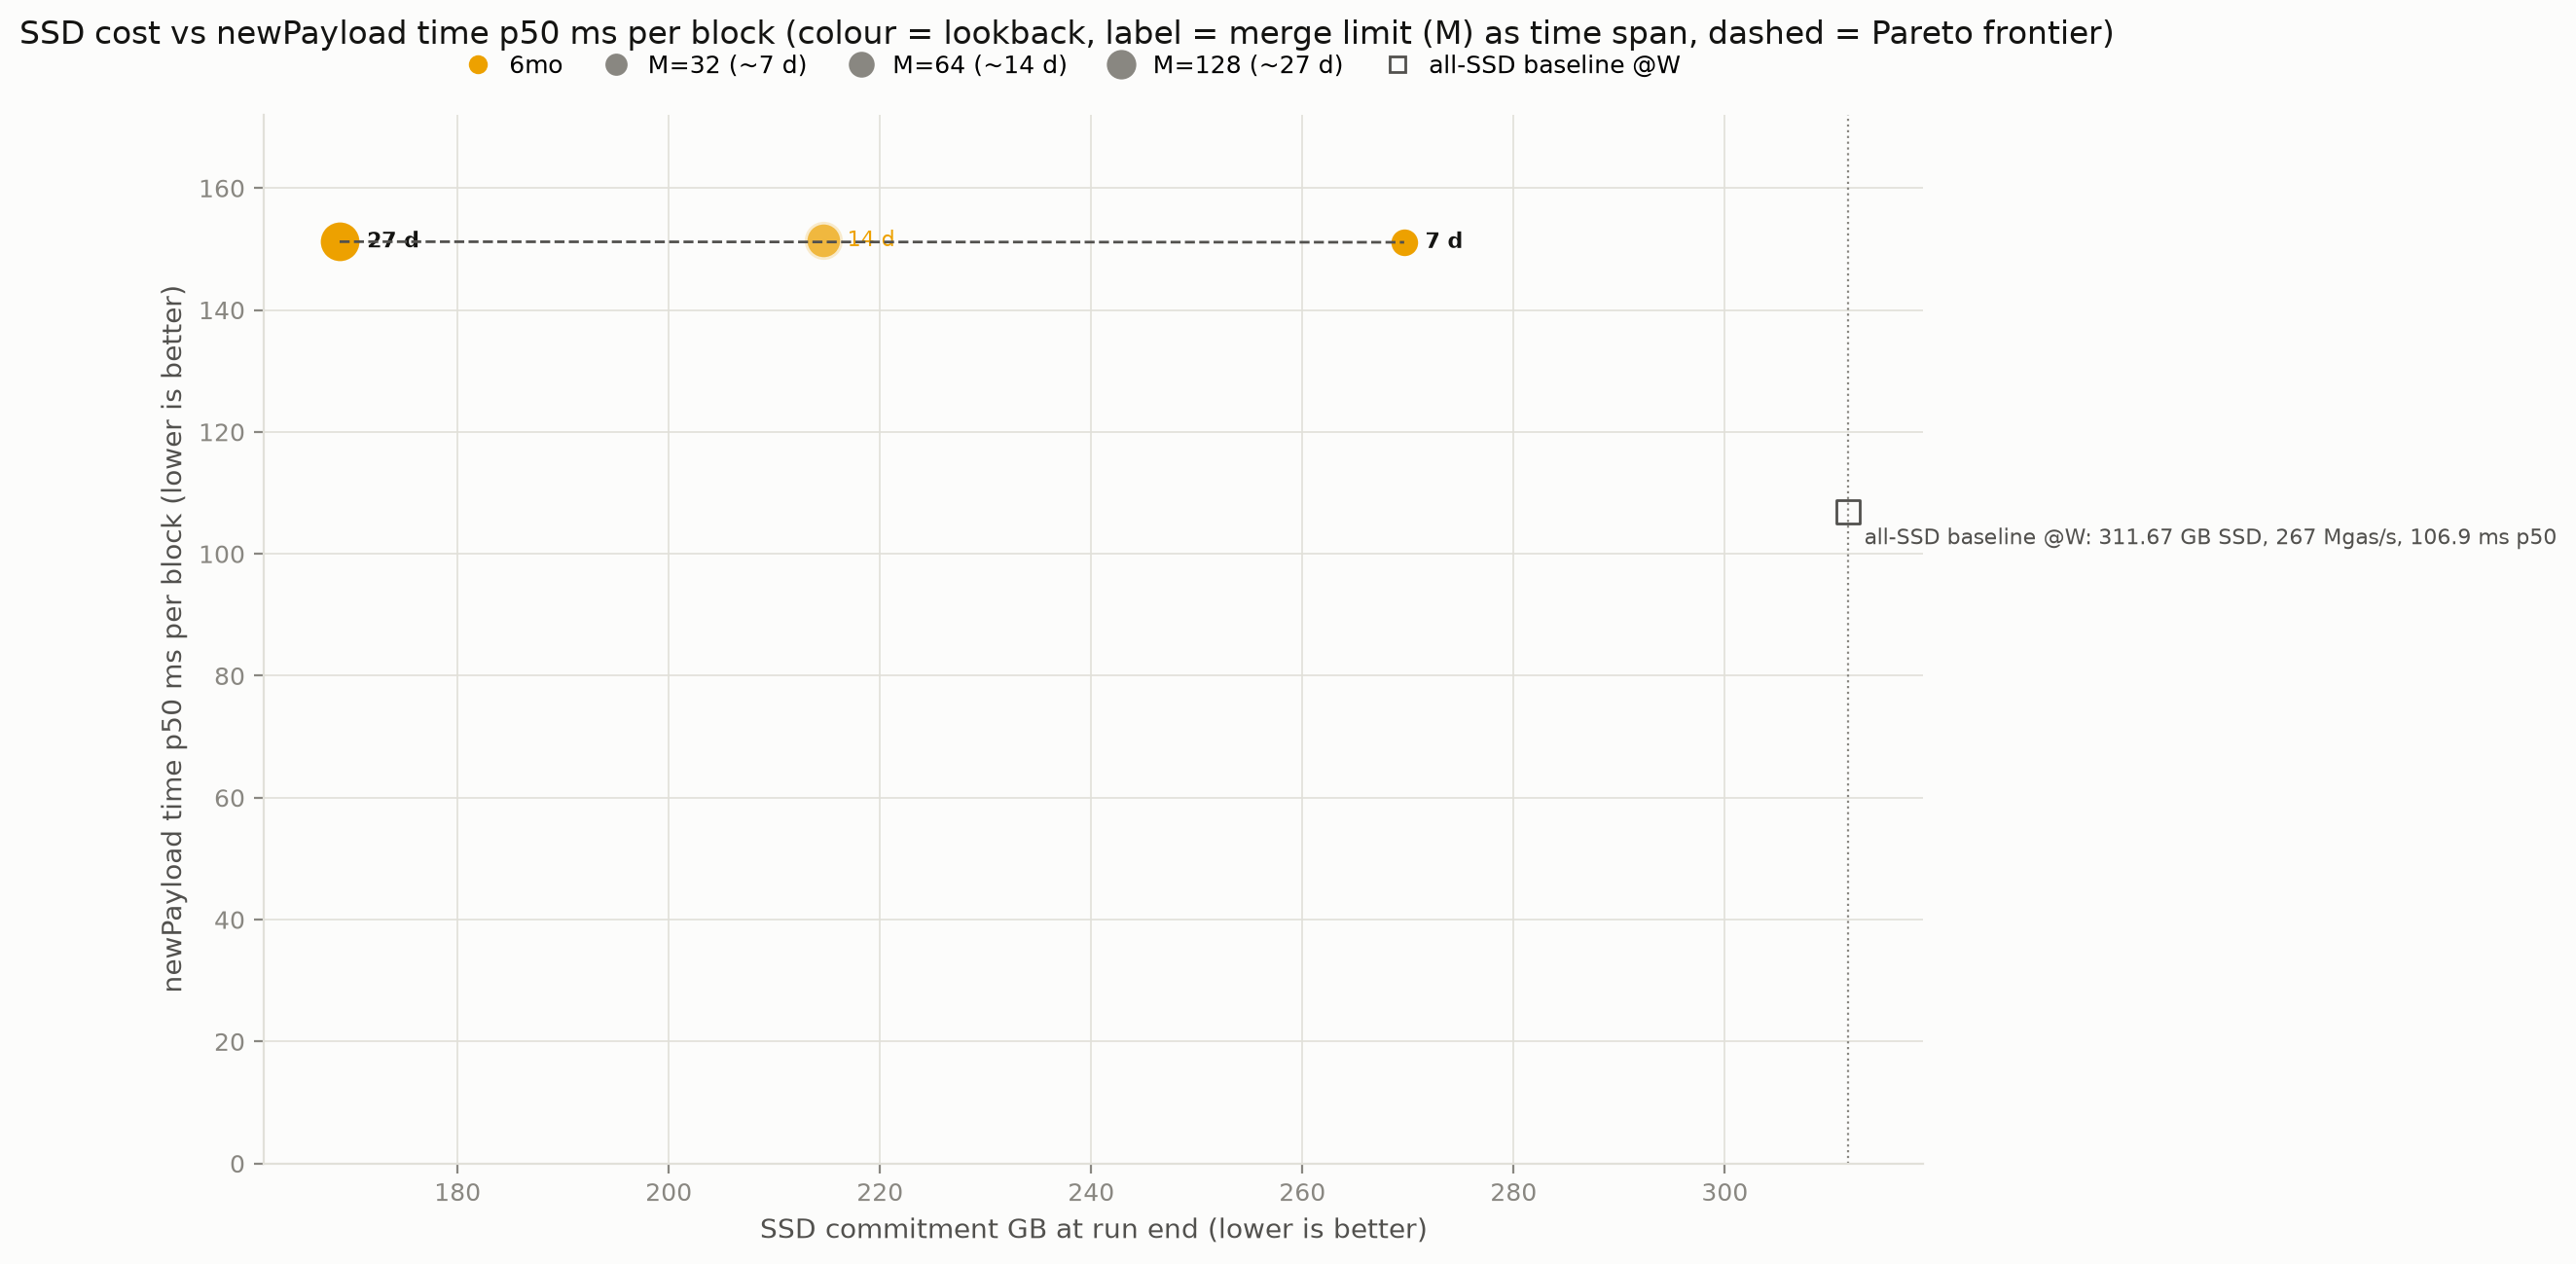 SSD cost vs newPayload time p50 ms per block (colour = lookback, label = merge limit (M) as time span, dashed = Pareto frontier)
6mo M=32 (~7 d) M=64 (~14 d) M=128 (~27 d) all-SSD baseline @W
newPayload time p50 ms per block (lower is better)
160
140
120
100
80
60
40
20
0
27 d
14 d
7 d
all-SSD baseline @W: 311.67 GB SSD, 267 Mgas/s, 106.9 ms p50
180 200 220 240 260 280 300
SSD commitment GB at run end (lower is better)